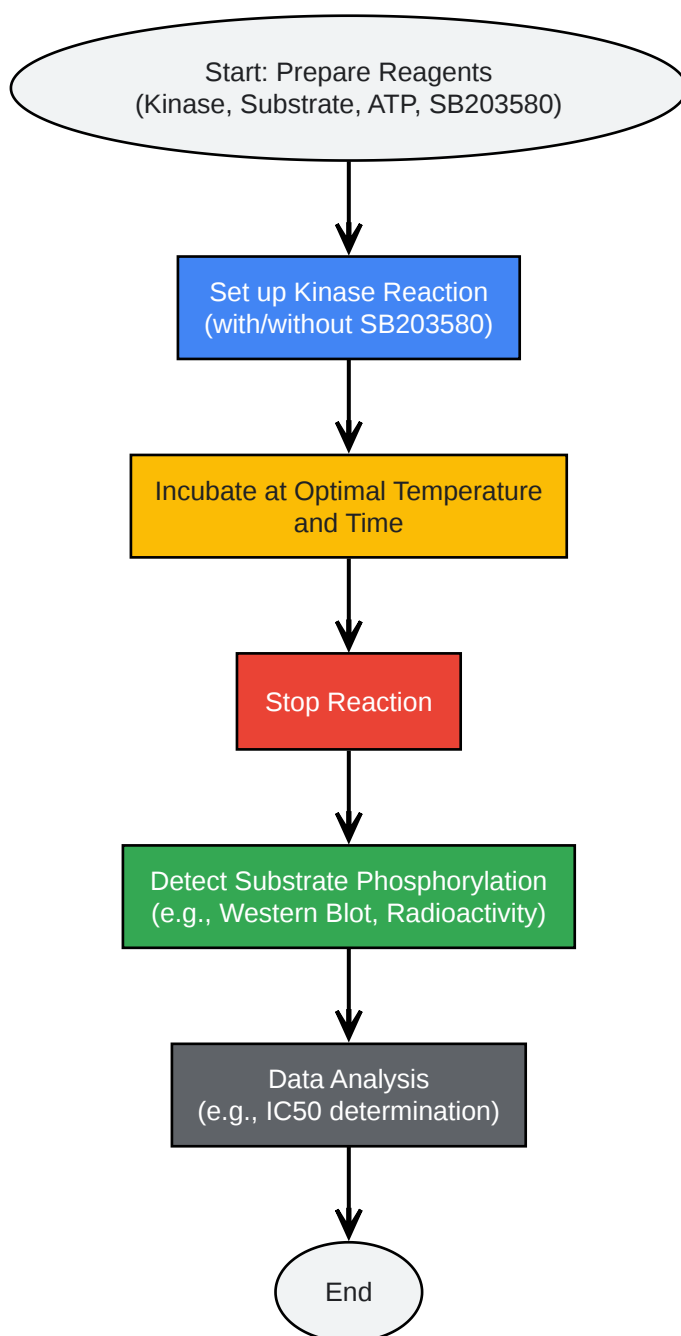 Start: Prepare Reagents
(Kinase, Substrate, ATP, SB203580)
Set up Kinase Reaction
(with/without SB203580)
Incubate at Optimal Temperature
and Time
Stop Reaction
Detect Substrate Phosphorylation
(e.g., Western Blot, Radioactivity)
Data Analysis
(e.g., IC50 determination)
End